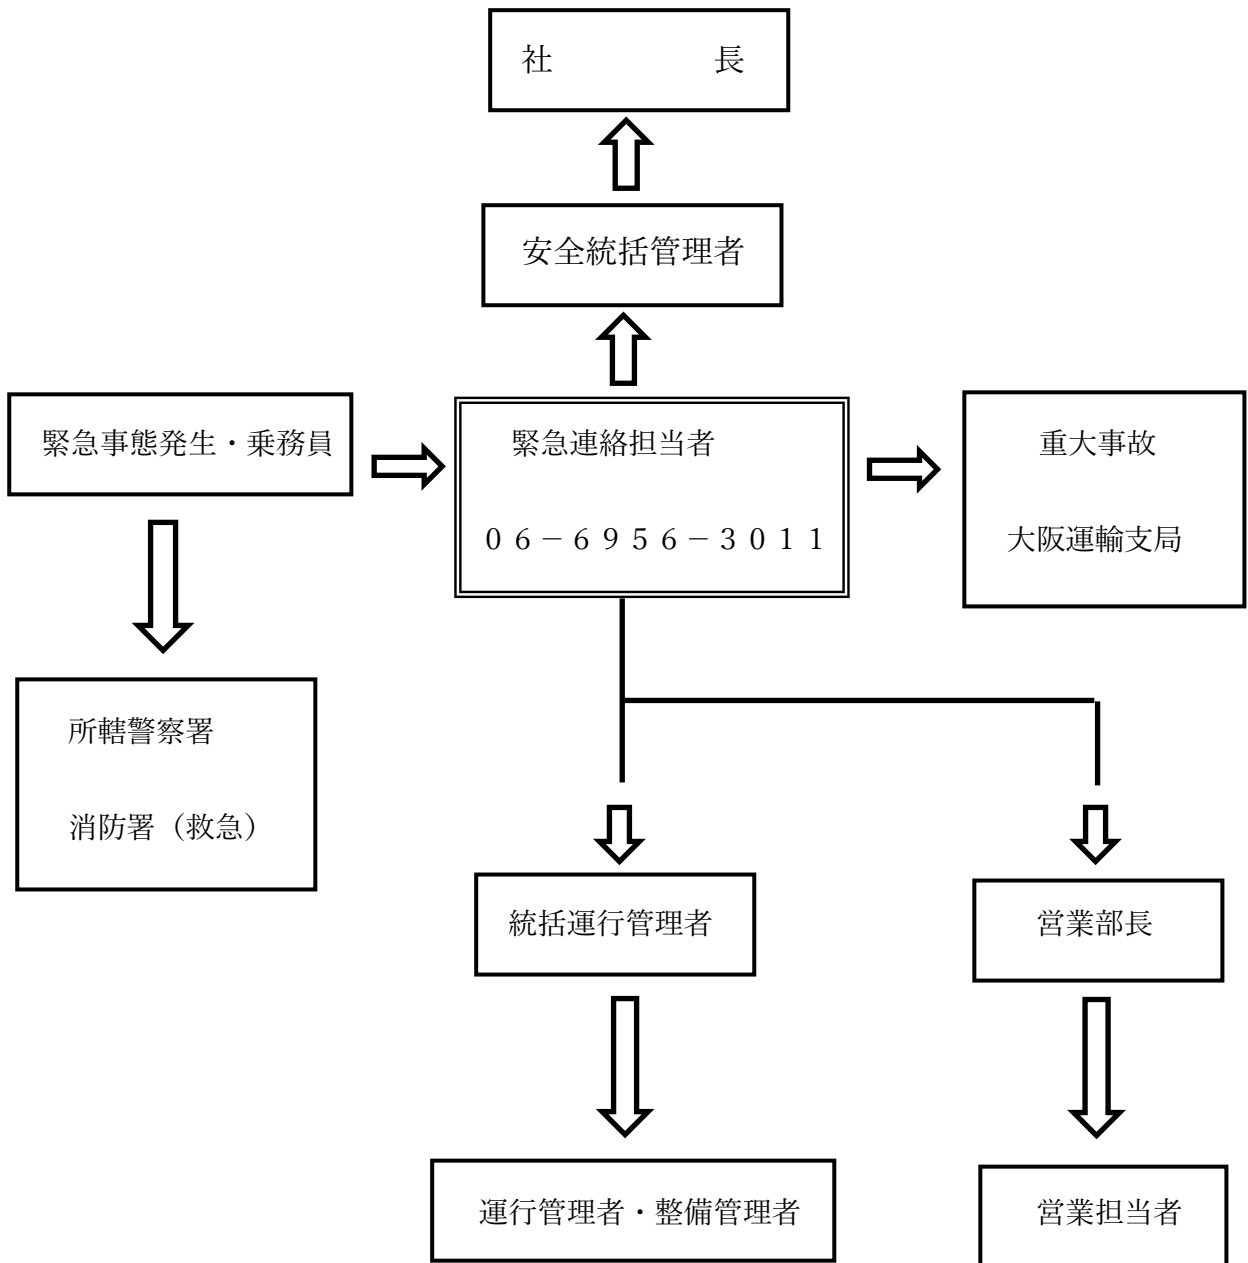 社　　　　　長
安全統括管理者
緊急事態発生・乗務員
緊急連絡担当者
０６－６９５６－３０１１
重大事故
大阪運輸支局
所轄警察署
消防署（救急）
統括運行管理者
営業部長
運行管理者・整備管理者
営業担当者